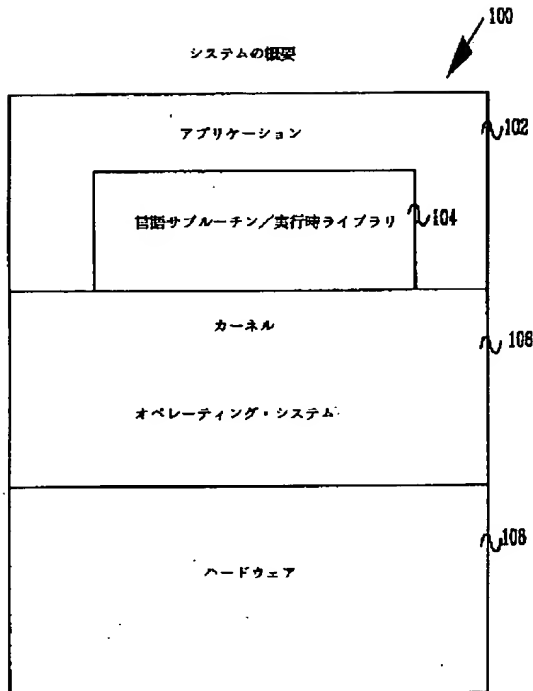 100
システムの概要
アプリケーション
102
言語サブルーチン／実行時ライブラリ
104
カーネル
108
オペレーティング・システム
108
ハードウェア